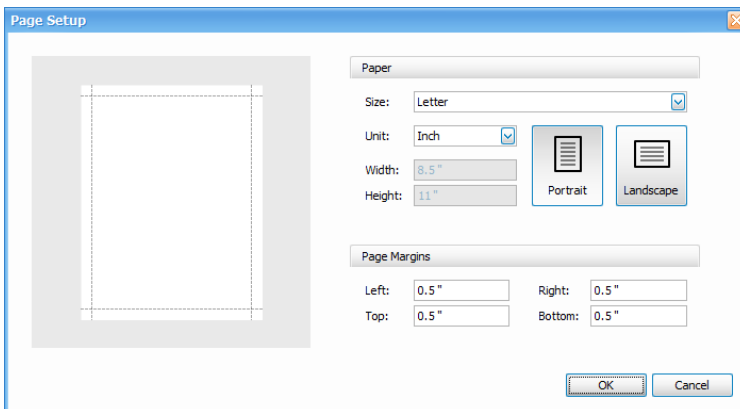 Page Setup
Paper
Size: Letter
Unit: Inch
Width: 8.5"
Height: 11"
Portrait
Landscape
Page Margins
Left: 0.5" Right: 0.5"
Top: 0.5" Bottom: 0.5"
OK Cancel